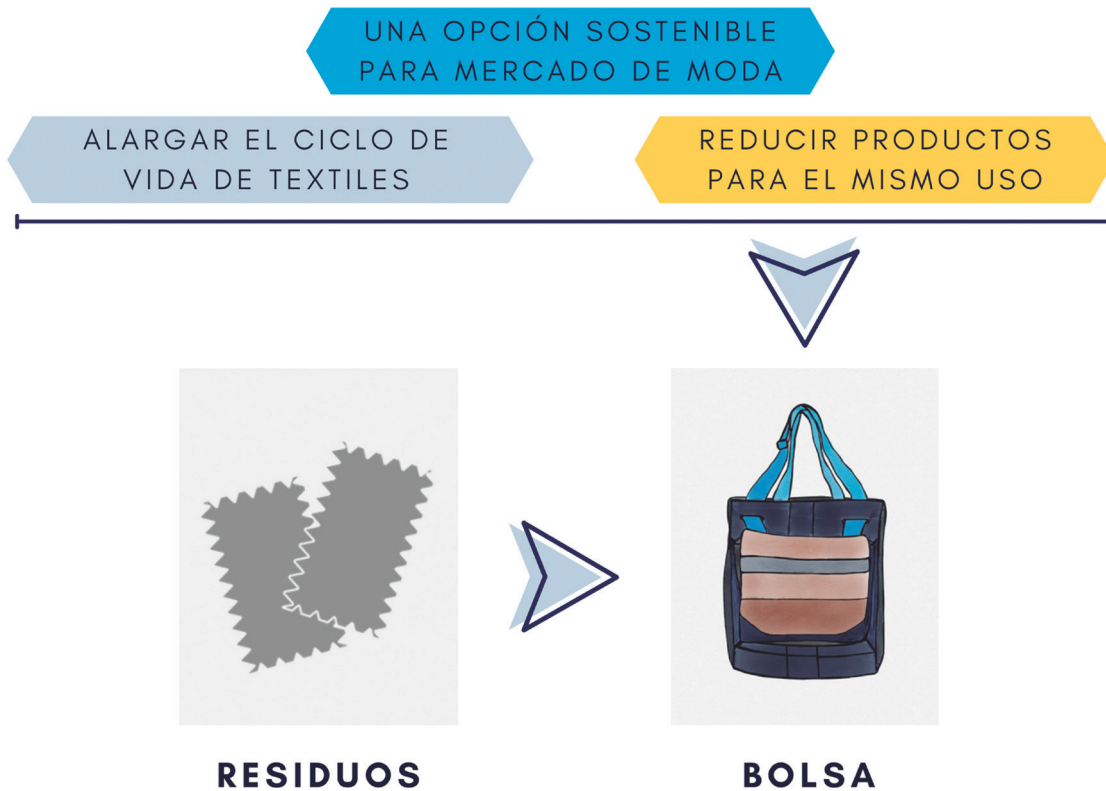 UNA OPCIÓN SOSTENIBLE
PARA MERCADO DE MODA
ALARGAR EL CICLO DE
VIDA DE TEXTILES
REDUCIR PRODUCTOS
PARA EL MISMO USO
RESIDUOS
BOLSA